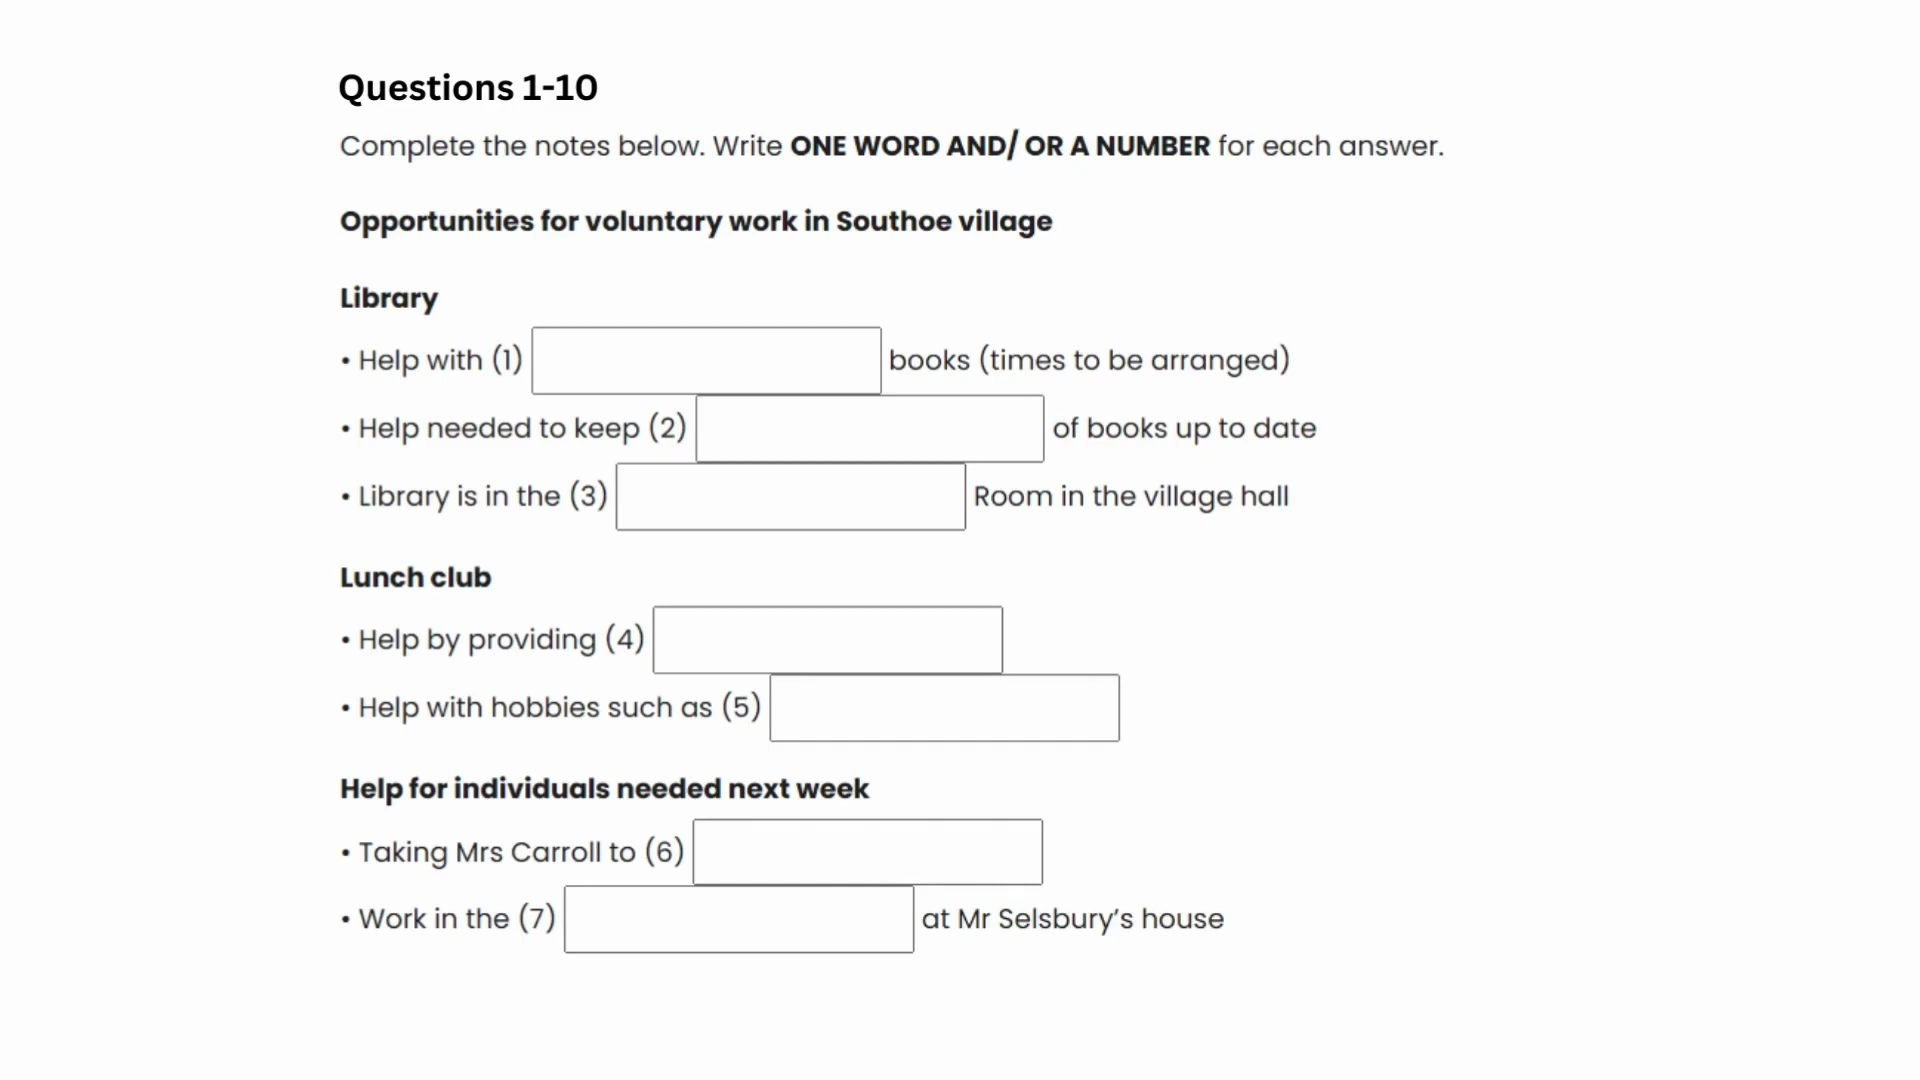 Questions 1-10
Complete the notes below. Write ONE WORD AND/ OR A NUMBER for each answer.
Opportunities for voluntary work in Southoe village
Library
• Help with (1) books (times to be arranged)
• Help needed to keep (2) of books up to date
• Library is in the (3) Room in the village hall
Lunch club
• Help by providing (4)
• Help with hobbies such as (5)
Help for individuals needed next week
• Taking Mrs Carroll to (6)
• Work in the (7) at Mr Selsbury's house